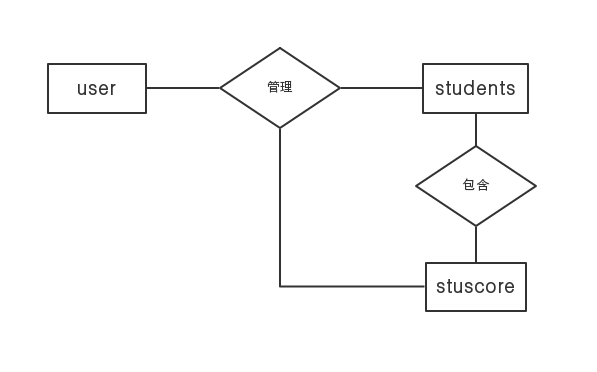 user
管理
students
包含
stuscore